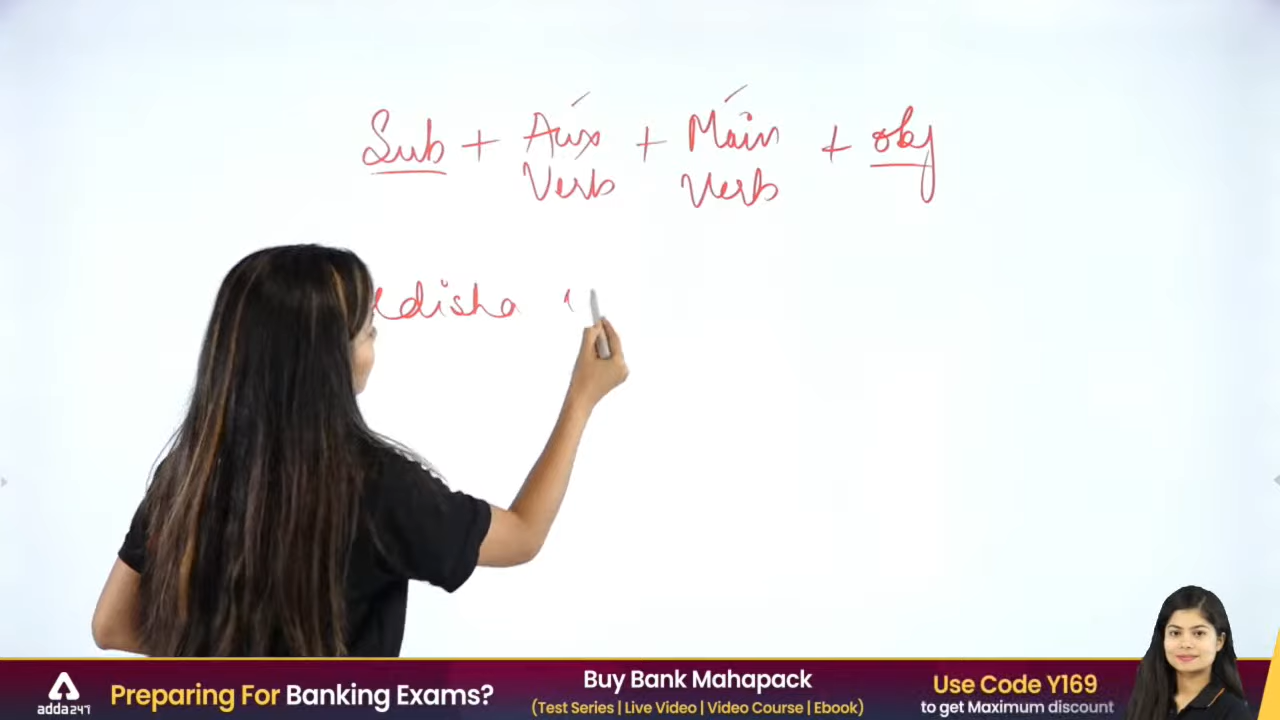 Sub + Aux + Main + obj
Verb Verb
Preparing For Banking Exams?
Buy Bank Mahapack
(Test Series | Live Video | Video Course | Ebook)
Use Code Y169
to get Maximum discount
adda247